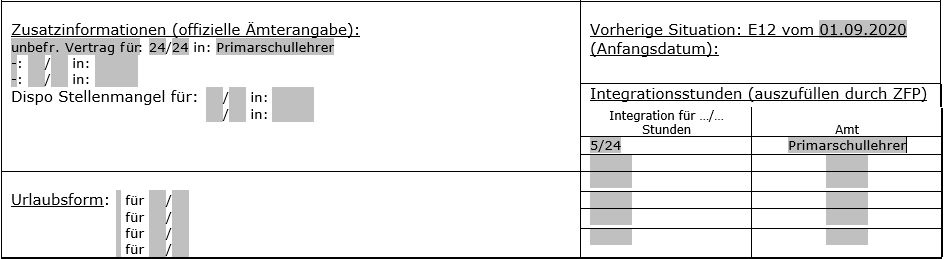 Zusatzinformationen (offizielle Ämterangabe):
unbefr. Vertrag für: 24/24 in: Primarschullehrer
-: / in:
-: / in:
Dispo Stellenmangel für: / in:
/ in:
Urlaubsform: für /
für /
für /
für /
Vorherige Situation: E12 vom 01.09.2020
(Anfangsdatum):
Integrationsstunden (auszufüllen durch ZFP)
Integration für …/…
Stunden
Amt
5/24
Primarschullehrer